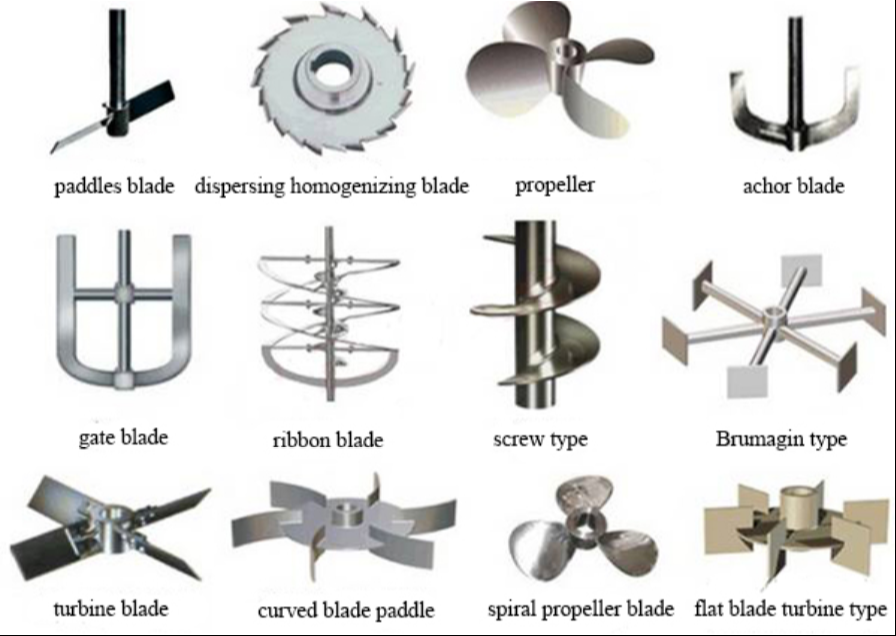 paddles blade
dispersing homogenizing blade
propeller
achor blade
gate blade
ribbon blade
screw type
Brumagin type
turbine blade
curved blade paddle
spiral propeller blade
flat blade turbine type